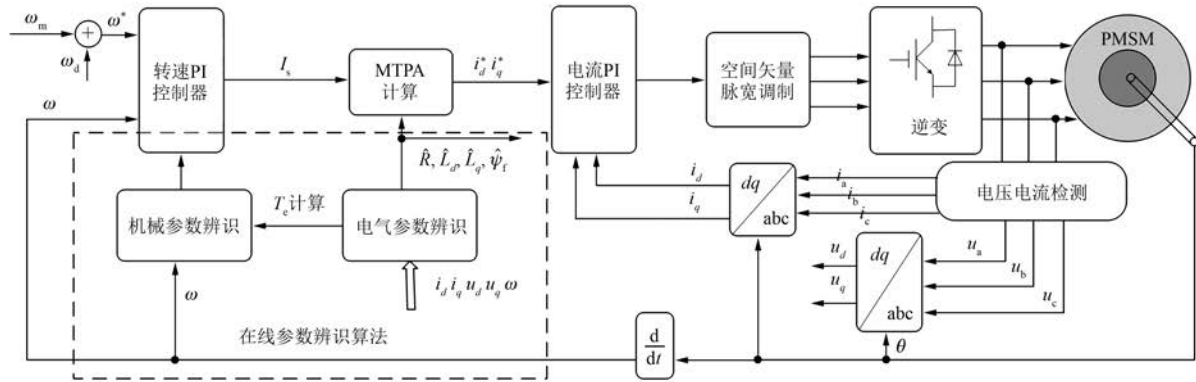 ω_m
ω*
ω_d
ω
转速PI
控制器
I_s
MTPA
计算
i_d^* i_q^*
电流PI
控制器
空间矢量
脉宽调制
逆变
PMSM
R̂, L̂_d, L̂_q, ψ̂_f
机械参数辨识
T_e计算
电气参数辨识
i_d i_q u_d u_q ω
ω
在线参数辨识算法
i_d
i_q
dq
abc
i_a
i_b
i_c
电压电流检测
u_d
u_q
dq
abc
u_a
u_b
u_c
θ
d
dt